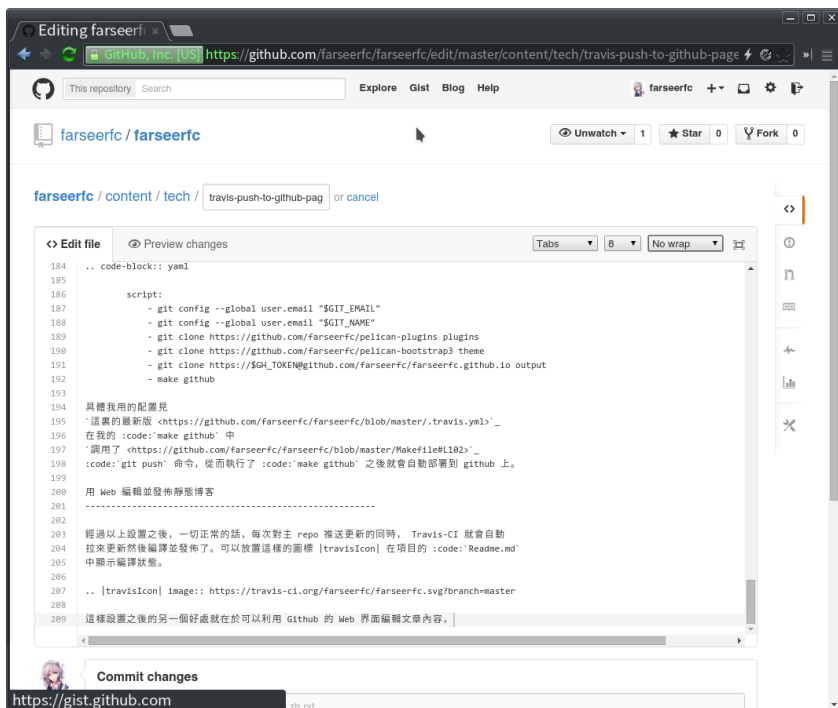 Editing farseerf
GitHub, Inc. [US] https://github.com/farseerfc/farseerfc/edit/master/content/tech/travis-push-to-github-page
This repository Search Explore Gist Blog Help farseerfc
farseerfc / farseerfc Unwatch 1 Star 0 Fork 0
farseerfc / content / tech / travis-push-to-github-pag or cancel
<> Edit file Preview changes Tabs 8 No wrap
184 .. code-block:: yaml
185
186 script:
187 - git config --global user.email "$GIT_EMAIL"
188 - git config --global user.email "$GIT_NAME"
189 - git clone https://github.com/farseerfc/pelican-plugins plugins
190 - git clone https://github.com/farseerfc/pelican-bootstrap3 theme
191 - git clone https://$GH_TOKEN@github.com/farseerfc/farseerfc.github.io output
192 - make github
193
194 具體我用的配置見
195 `這裏的最新版 <https://github.com/farseerfc/farseerfc/blob/master/.travis.yml>`_
196 在我的 :code:`make github` 中
197 `調用了 <https://github.com/farseerfc/farseerfc/blob/master/Makefile#L102>`_
198 :code:`git push` 命令，從而執行了 :code:`make github` 之後就會自動部署到 github 上。
199
200 用 Web 編輯並發佈靜態博客
201 --------------------------------------------------------
202
203 經過以上設置之後，一切正常的話，每次對主 repo 推送更新的同時， Travis-CI 就會自動
204 拉來更新然後編譯並發佈了。可以放置這樣的圖標 |travisIcon| 在項目的 :code:`Readme.md`
205 中顯示編譯狀態。
206
207 .. |travisIcon| image:: https://travis-ci.org/farseerfc/farseerfc.svg?branch=master
208
209 這樣設置之後的另一個好處就在於可以利用 Github 的 Web 界面編輯文章內容，
Commit changes
https://gist.github.com
zh.rst